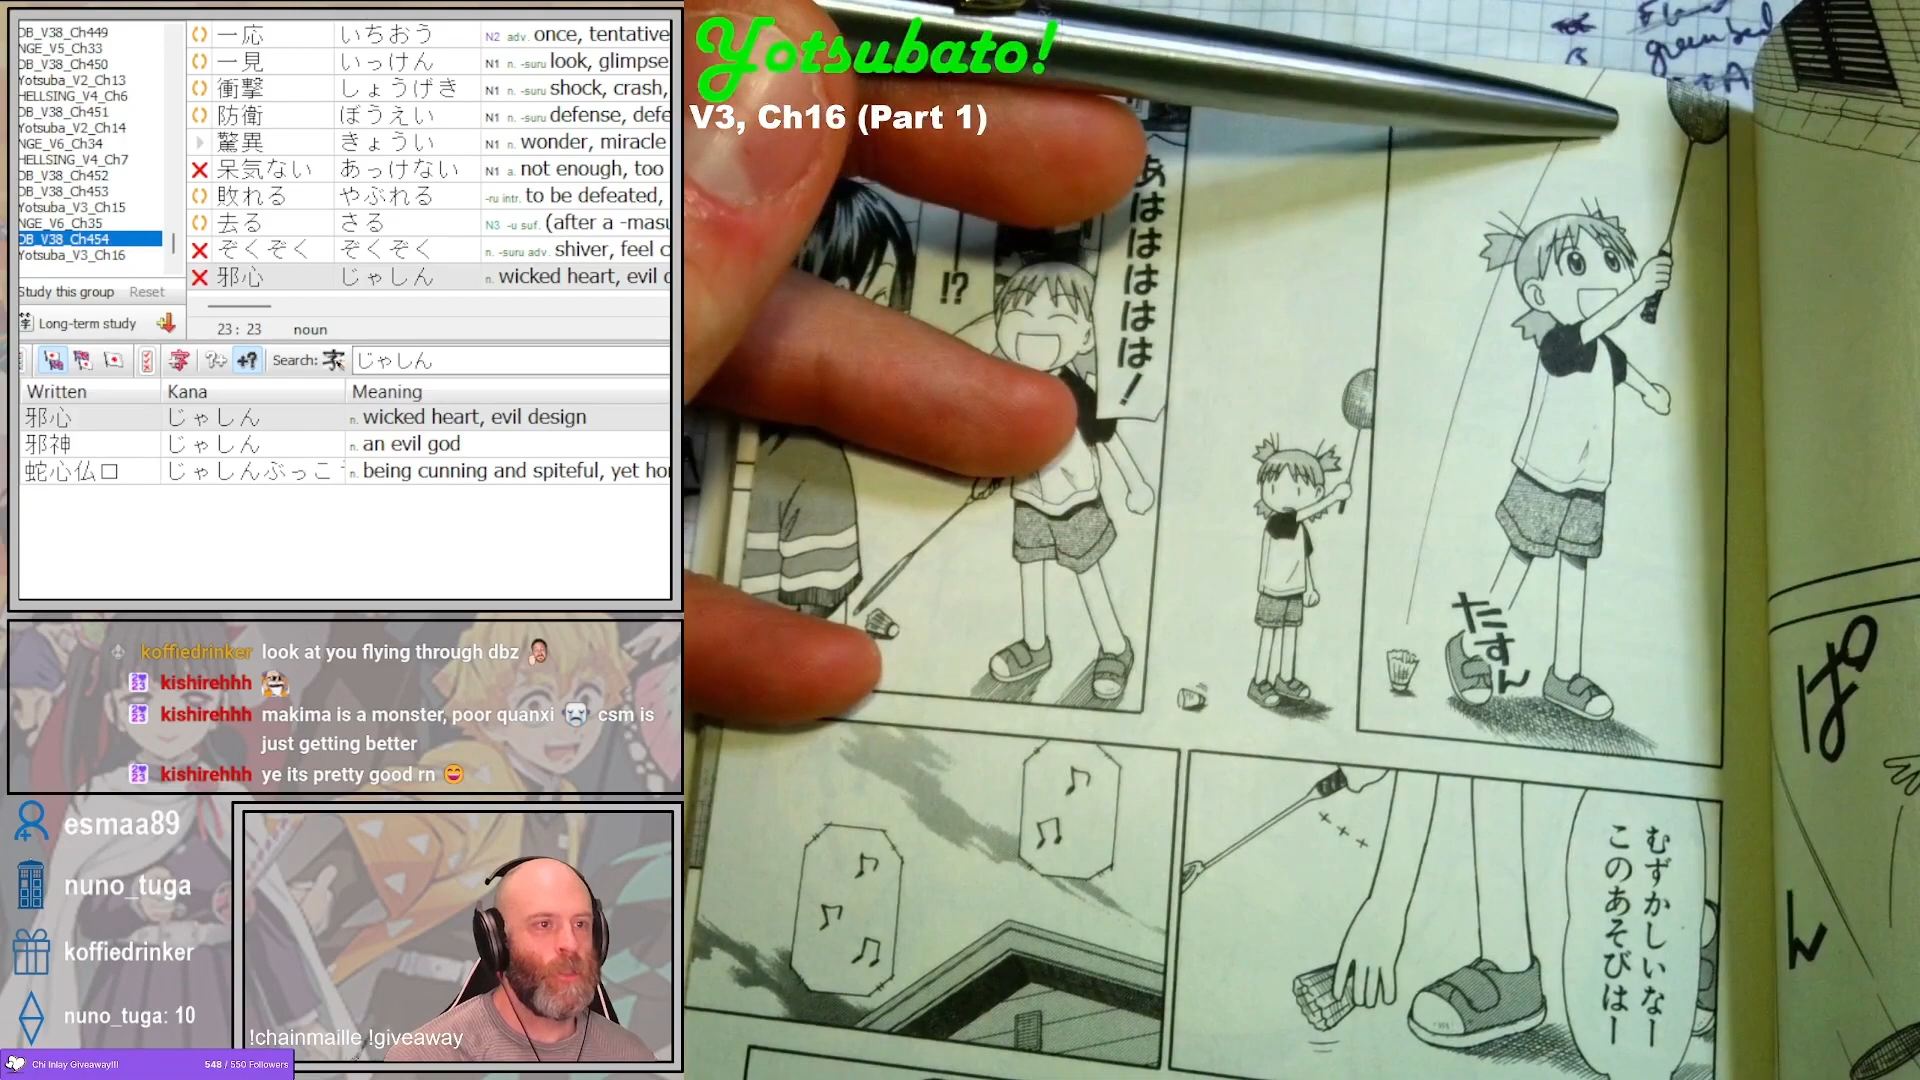 DB_V38_Ch449
NGE_V5_Ch33
DB_V38_Ch450
Yotsuba_V2_Ch13
HELLSING_V4_Ch6
DB_V38_Ch451
Yotsuba_V2_Ch14
NGE_V6_Ch34
HELLSING_V4_Ch7
DB_V38_Ch452
DB_V38_Ch453
Yotsuba_V3_Ch15
NGE_V6_Ch35
DB_V38_Ch454
Yotsuba_V3_Ch16
Study this group Reset
Long-term study
一応 いちおう N2 adv. once, tentative
一見 いっけん N1 n. -suru look, glimpse
衝撃 しょうげき N1 n. -suru shock, crash,
防衛 ぼうえい N1 n. -suru defense, defe
驚異 きょうい N1 n. wonder, miracle
呆気ない あっけない N1 a. not enough, too
敗れる やぶれる -ru intr. to be defeated,
去る さる N3 -u suf. (after a -masu
ぞくぞく ぞくぞく n. -suru adv. shiver, feel c
邪心 じゃしん n. wicked heart, evil d
23: 23 noun
Search: じゃしん
Written Kana Meaning
邪心 じゃしん n. wicked heart, evil design
邪神 じゃしん n. an evil god
蛇心仏口 じゃしんぶっこう n. being cunning and spiteful, yet hon
koffiedrinker look at you flying through dbz
kishirehhh
kishirehhh makima is a monster, poor quanxi csm is
just getting better
kishirehhh ye its pretty good rn
esmaa89
nuno_tuga
koffiedrinker
nuno_tuga: 10
!chainmaille !giveaway
Chi Inlay Giveaway!!! 548 / 550 Followers
Yotsubato!
V3, Ch16 (Part 1)
たすん
あはははははは！
!?
むずかしいなー
このあそびはー
ぱ
ん